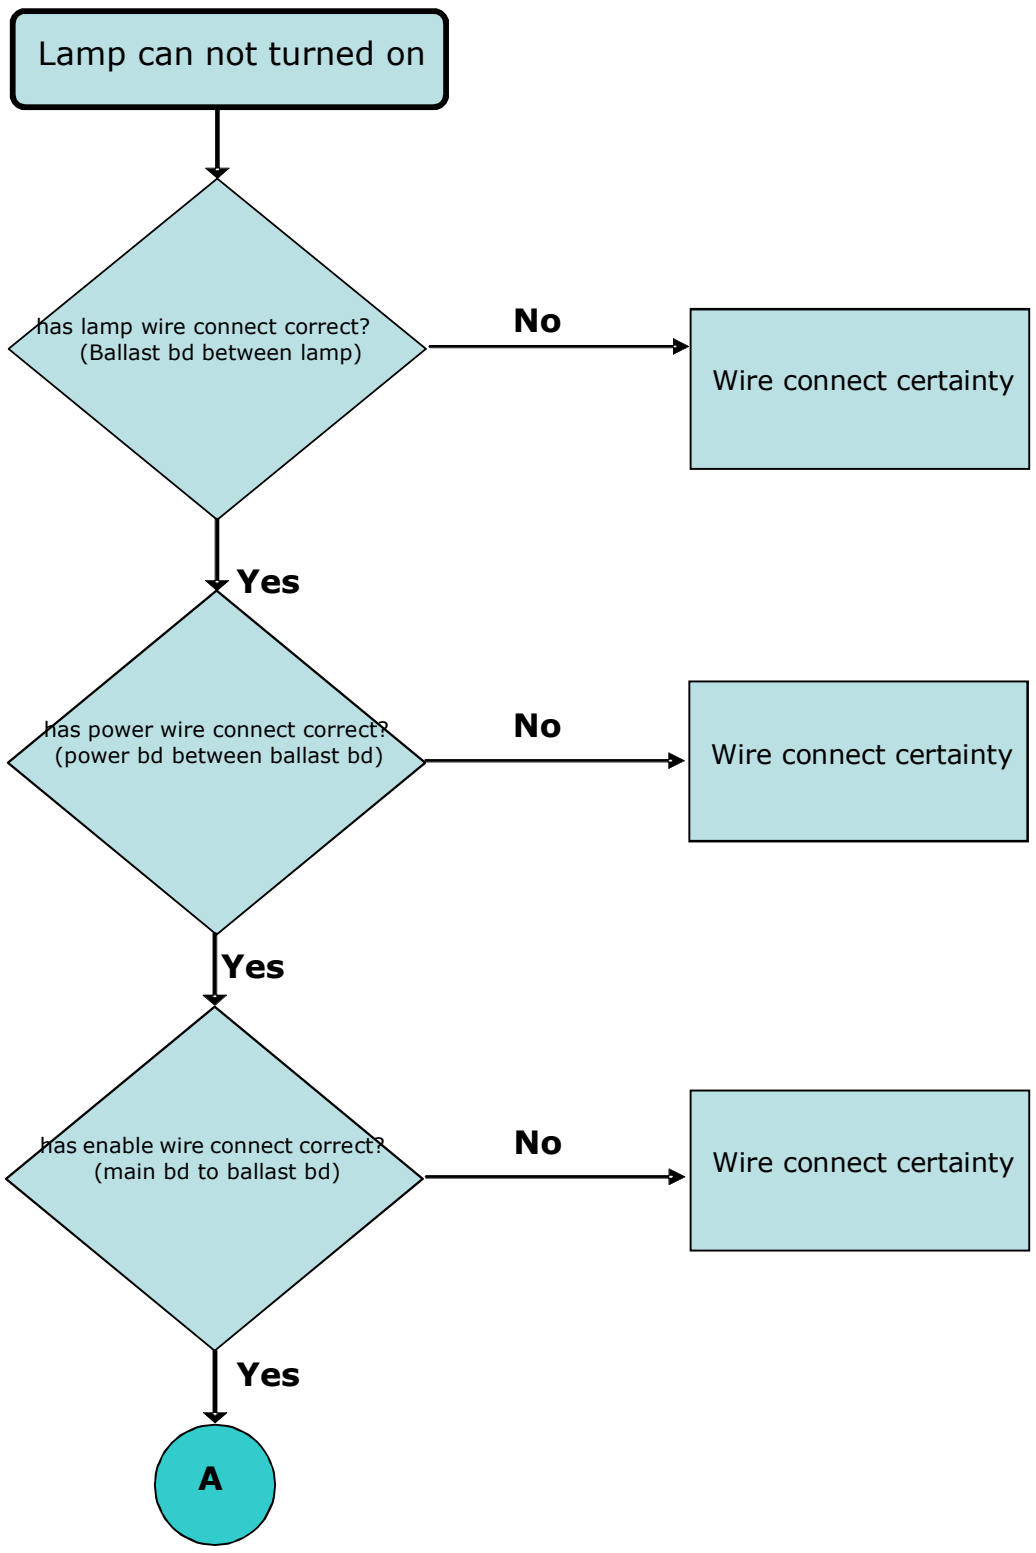 Lamp can not turned on
has lamp wire connect correct?
(Ballast bd between lamp)
No
Wire connect certainty
Yes
has power wire connect correct?
(power bd between ballast bd)
No
Wire connect certainty
Yes
has enable wire connect correct?
(main bd to ballast bd)
No
Wire connect certainty
Yes
A